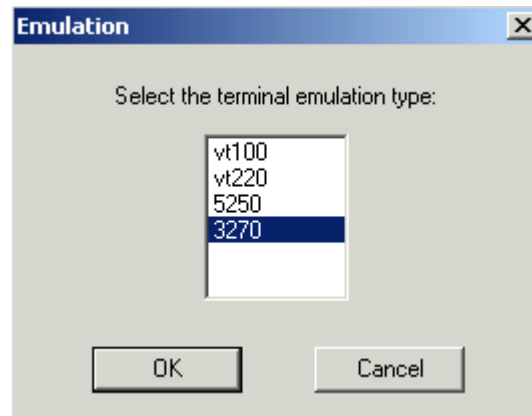 Emulation
Select the terminal emulation type:
vt100
vt220
5250
3270
OK
Cancel